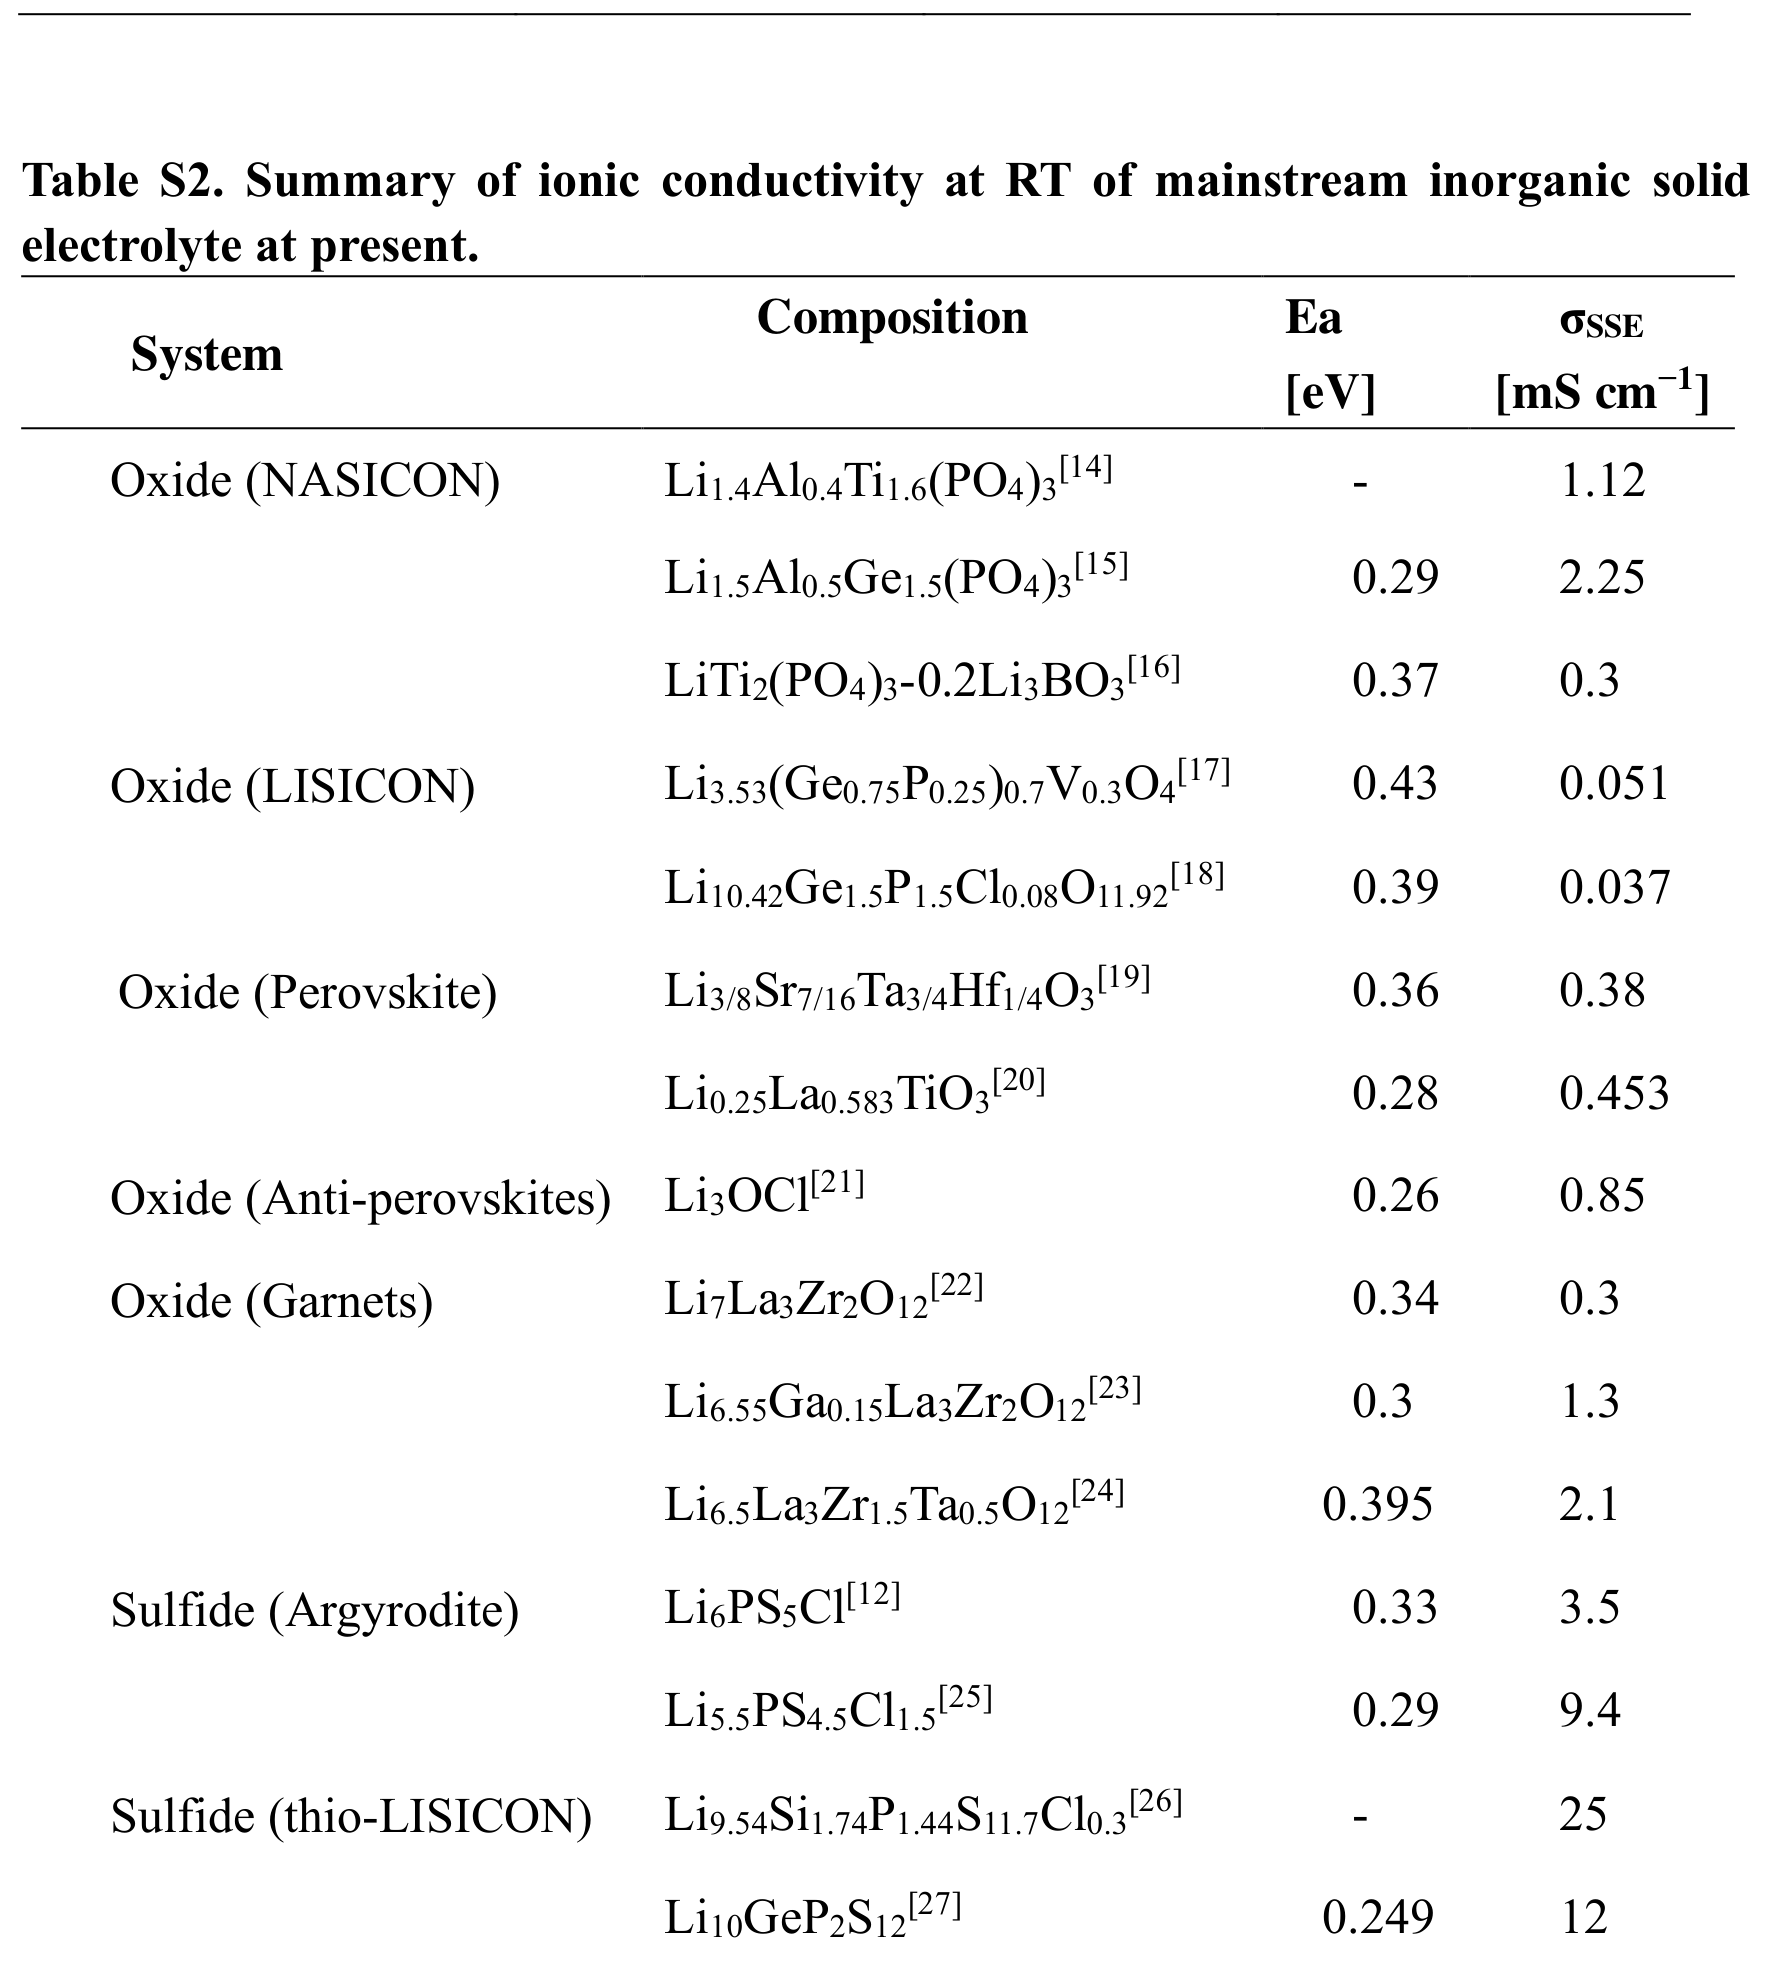 Table S2. Summary of ionic conductivity at RT of mainstream inorganic solid
electrolyte at present.
System Composition Ea [eV] σSSE [mS cm⁻¹]
Oxide (NASICON) Li1.4Al0.4Ti1.6(PO4)3[14] - 1.12
Li1.5Al0.5Ge1.5(PO4)3[15] 0.29 2.25
LiTi2(PO4)3-0.2Li3BO3[16] 0.37 0.3
Oxide (LISICON) Li3.53(Ge0.75P0.25)0.7V0.3O4[17] 0.43 0.051
Li10.42Ge1.5P1.5Cl0.08O11.92[18] 0.39 0.037
Oxide (Perovskite) Li3/8Sr7/16Ta3/4Hf1/4O3[19] 0.36 0.38
Li0.25La0.583TiO3[20] 0.28 0.453
Oxide (Anti-perovskites) Li3OCl[21] 0.26 0.85
Oxide (Garnets) Li7La3Zr2O12[22] 0.34 0.3
Li6.55Ga0.15La3Zr2O12[23] 0.3 1.3
Li6.5La3Zr1.5Ta0.5O12[24] 0.395 2.1
Sulfide (Argyrodite) Li6PS5Cl[12] 0.33 3.5
Li5.5PS4.5Cl1.5[25] 0.29 9.4
Sulfide (thio-LISICON) Li9.54Si1.74P1.44S11.7Cl0.3[26] - 25
Li10GeP2S12[27] 0.249 12